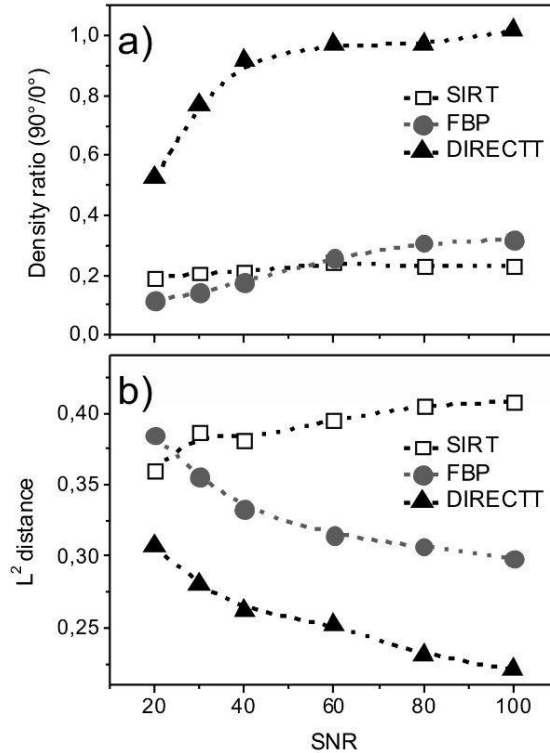 a)
1,0
0,8
0,6
0,4
0,2
0,0
Density ratio (90°/0°)
SIRT
FBP
DIRECTT
b)
0,40
0,35
0,30
0,25
L² distance
SIRT
FBP
DIRECTT
20 40 60 80 100
SNR